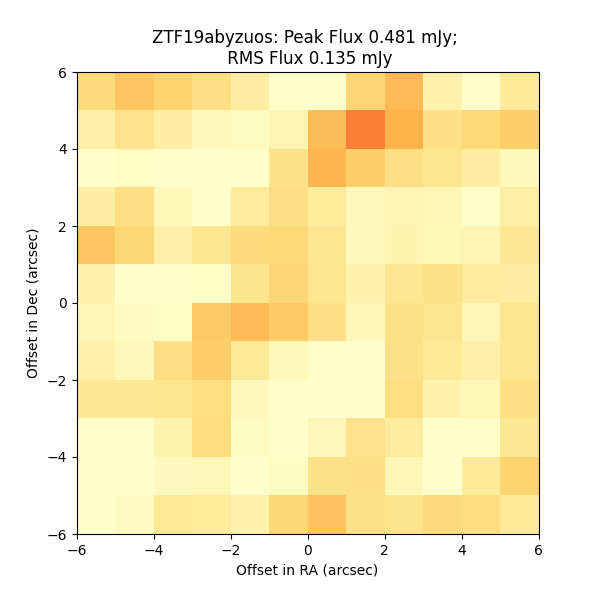 ZTF19abyzuos: Peak Flux 0.481 mJy;
RMS Flux 0.135 mJy
6
4
2
0
−2
−4
−6
Offset in Dec (arcsec)
−6 −4 −2 0 2 4 6
Offset in RA (arcsec)